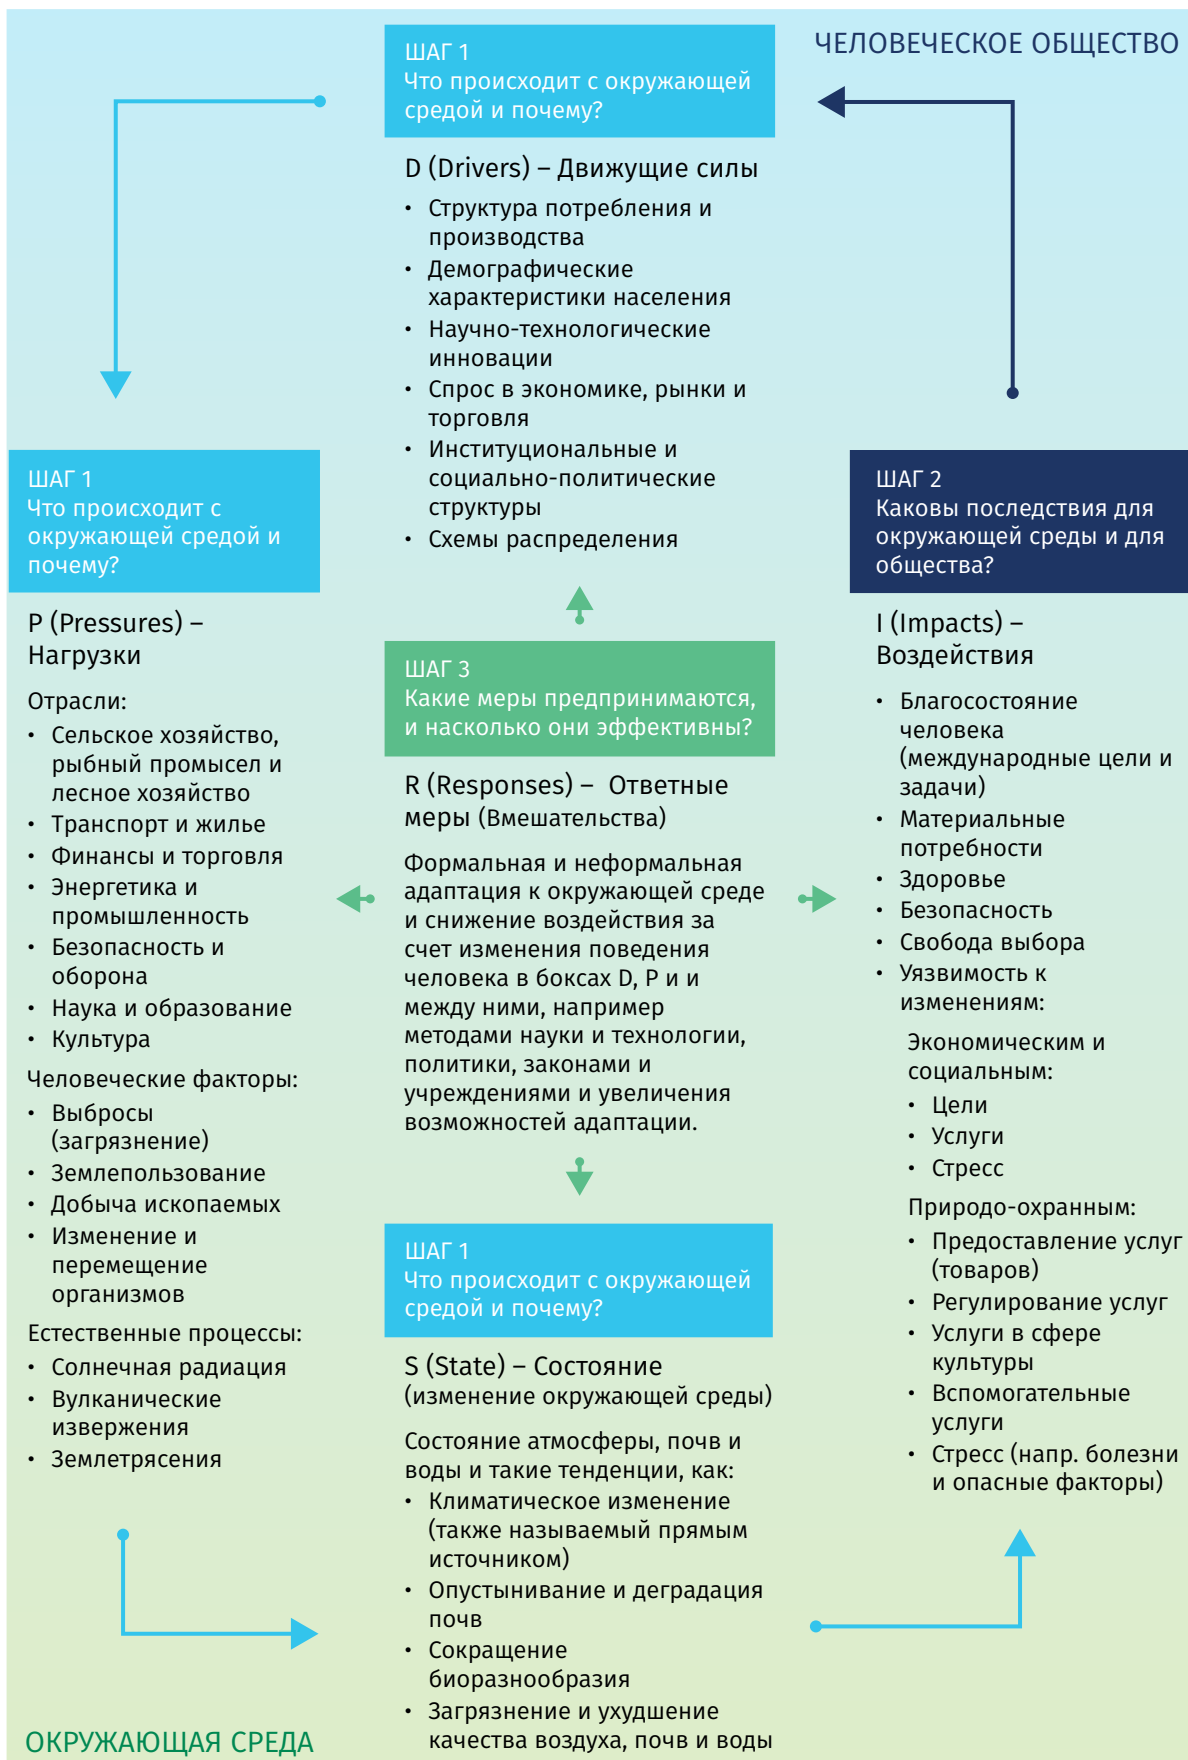 ЧЕЛОВЕЧЕСКОЕ ОБЩЕСТВО
ШАГ 1
Что происходит с окружающей
средой и почему?
D (Drivers) – Движущие силы
• Структура потребления и
производства
• Демографические
характеристики населения
• Научно-технологические
инновации
• Спрос в экономике, рынки и
торговля
• Институциональные и
социально-политические
структуры
• Схемы распределения
ШАГ 1
Что происходит с
окружающей средой и
почему?
P (Pressures) –
Нагрузки
Отрасли:
• Сельское хозяйство,
рыбный промысел и
лесное хозяйство
• Транспорт и жилье
• Финансы и торговля
• Энергетика и
промышленность
• Безопасность и
оборона
• Наука и образование
• Культура
Человеческие факторы:
• Выбросы
(загрязнение)
• Землепользование
• Добыча ископаемых
• Изменение и
перемещение
организмов
Естественные процессы:
• Солнечная радиация
• Вулканические
извержения
• Землетрясения
ШАГ 3
Какие меры предпринимаются,
и насколько они эффективны?
R (Responses) – Ответные
меры (Вмешательства)
Формальная и неформальная
адаптация к окружающей среде
и снижение воздействия за
счет изменения поведения
человека в боксах D, P и и
между ними, например
методами науки и технологии,
политики, законами и
учреждениями и увеличения
возможностей адаптации.
ШАГ 1
Что происходит с окружающей
средой и почему?
S (State) – Состояние
(изменение окружающей среды)
Состояние атмосферы, почв и
воды и такие тенденции, как:
• Климатическое изменение
(также называемый прямым
источником)
• Опустынивание и деградация
почв
• Сокращение
биоразнообразия
• Загрязнение и ухудшение
качества воздуха, почв и воды
ШАГ 2
Каковы последствия для
окружающей среды и для
общества?
I (Impacts) –
Воздействия
• Благосостояние
человека
(международные цели и
задачи)
• Материальные
потребности
• Здоровье
• Безопасность
• Свобода выбора
• Уязвимость к
изменениям:
Экономическим и
социальным:
• Цели
• Услуги
• Стресс
Природо-охранным:
• Предоставление услуг
(товаров)
• Регулирование услуг
• Услуги в сфере
культуры
• Вспомогательные
услуги
• Стресс (напр. болезни
и опасные факторы)
ОКРУЖАЮЩАЯ СРЕДА